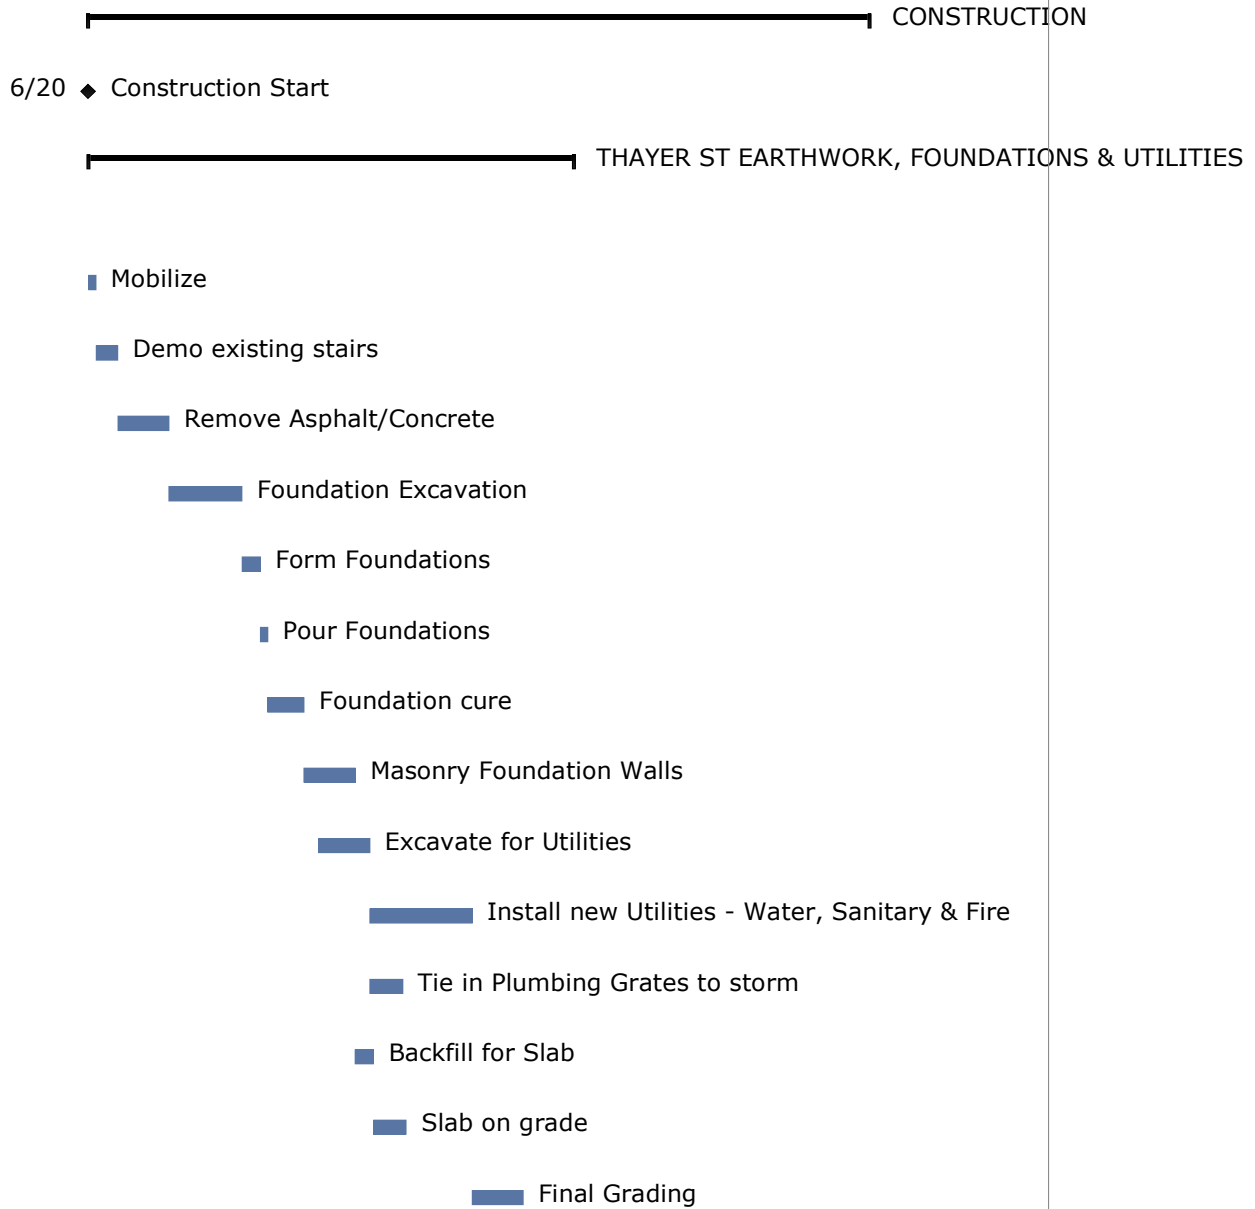 CONSTRUCTION
6/20 Construction Start
THAYER ST EARTHWORK, FOUNDATIONS & UTILITIES
Mobilize
Demo existing stairs
Remove Asphalt/Concrete
Foundation Excavation
Form Foundations
Pour Foundations
Foundation cure
Masonry Foundation Walls
Excavate for Utilities
Install new Utilities - Water, Sanitary & Fire
Tie in Plumbing Grates to storm
Backfill for Slab
Slab on grade
Final Grading